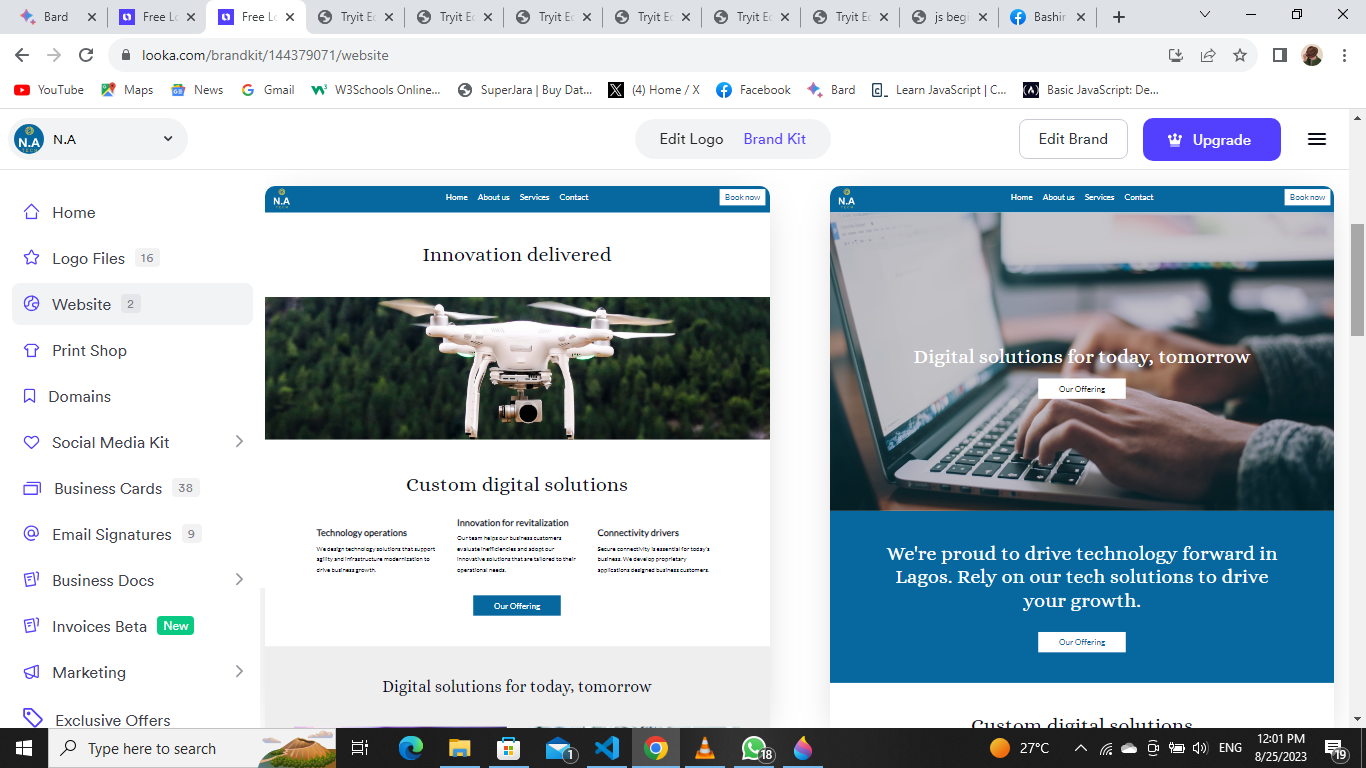 Bard
Free Lo
Free Lo
Tryit Ec
Tryit Ec
Tryit Ec
Tryit Ec
Tryit Ec
Tryit Ec
js begi
Bashir
looka.com/brandkit/144379071/website
YouTube
Maps
News
Gmail
W3Schools Online...
SuperJara | Buy Dat...
(4) Home / X
Facebook
Bard
Learn JavaScript | C...
Basic JavaScript: De...
N.A
N.A
Edit Logo
Brand Kit
Edit Brand
Upgrade
Home
Logo Files 16
Website 2
Print Shop
Domains
Social Media Kit
Business Cards 38
Email Signatures 9
Business Docs
Invoices Beta New
Marketing
Exclusive Offers
N.A
TECH
Home
About us
Services
Contact
Book now
Innovation delivered
Custom digital solutions
Technology operations
We design technology solutions that support
agility and infrastructure modernization to
drive business growth.
Innovation for revitalization
Our team helps our business customers
evaluate inefficiencies and adopt our
innovative solutions that are tailored to their
operational needs.
Connectivity drivers
Secure connectivity is essential for today's
business. We develop proprietary
applications designed business customers.
Our Offering
Digital solutions for today, tomorrow
N.A
TECH
Home
About us
Services
Contact
Book now
Digital solutions for today, tomorrow
Our Offering
We're proud to drive technology forward in
Lagos. Rely on our tech solutions to drive
your growth.
Our Offering
Custom digital solutions
Type here to search
1
18
27°C
ENG
12:01 PM
8/25/2023
19